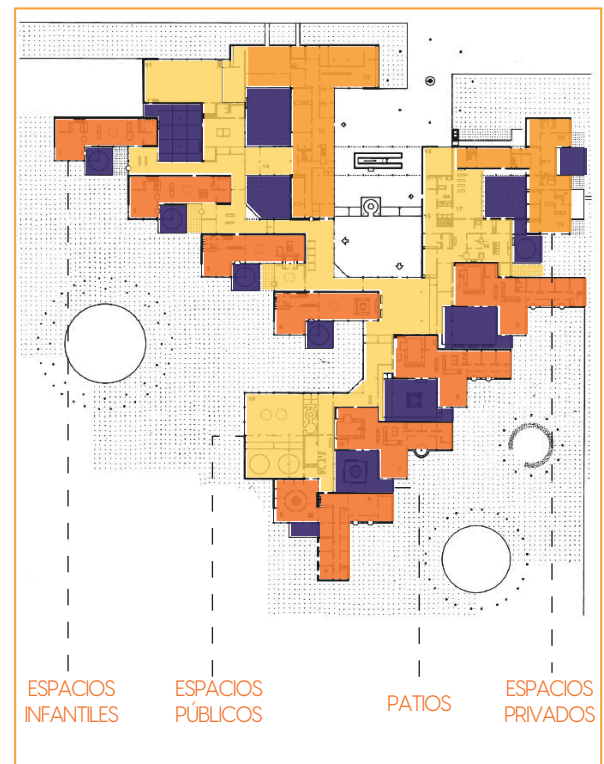 ESPACIOS
INFANTILES
ESPACIOS
PÚBLICOS
PATIOS
ESPACIOS
PRIVADOS